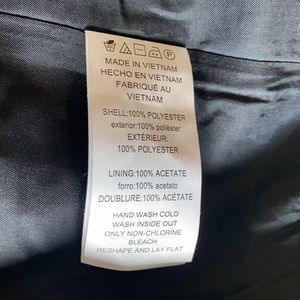 MADE IN VIETNAM
HECHO EN VIETNAM
FABRIQUÉ AU
VIETNAM
SHELL:100% POLYESTER
exterior:100% poliéster
EXTÉRIEUR:
100% POLYESTER
LINING:100% ACETATE
forro:100% acetato
DOUBLURE:100% ACETATE
HAND WASH COLD
WASH INSIDE OUT
ONLY NON-CHLORINE
BLEACH
RESHAPE AND LAY FLAT